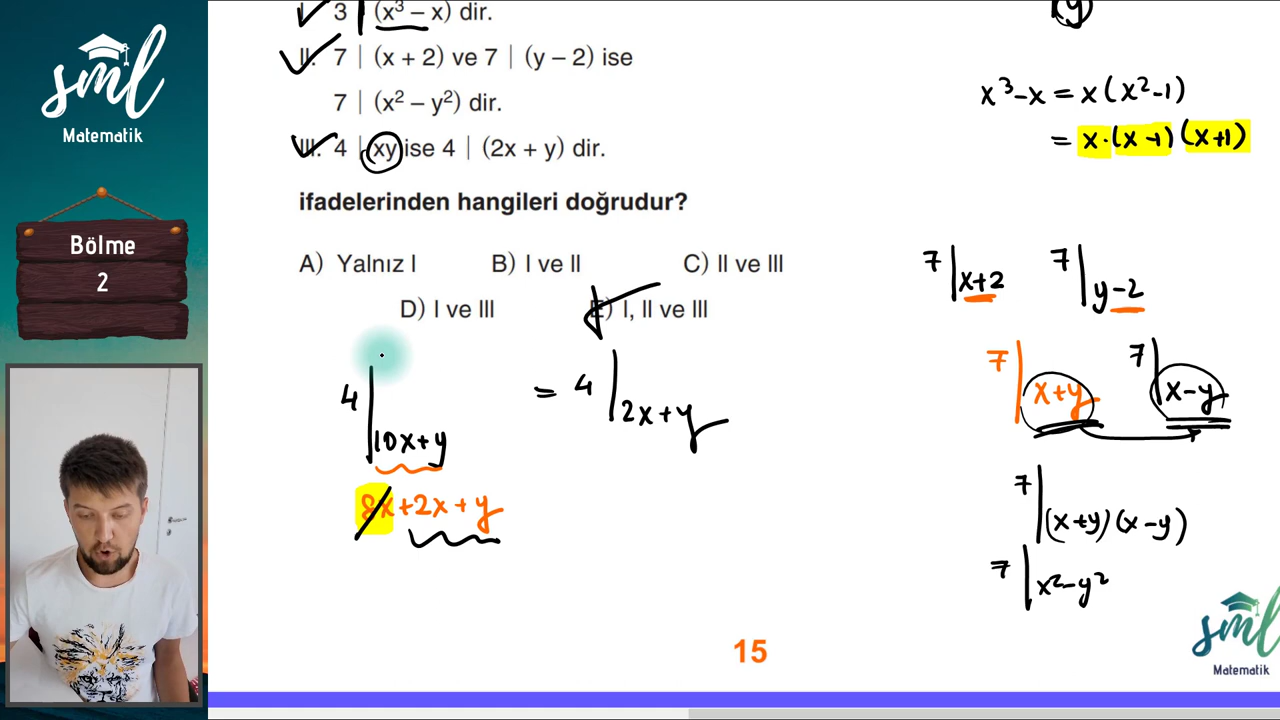 I. 3 | (x³ – x) dir.
II. 7 | (x + 2) ve 7 | (y – 2) ise
7 | (x² – y²) dir.
III. 4 | xy ise 4 | (2x + y) dir.
ifadelerinden hangileri doğrudur?
A) Yalnız I B) I ve II C) II ve III
D) I ve III E) I, II ve III
4 | 10x+y = 4 | 2x+y
8x+2x+y
xy
x³-x = x(x²-1)
= x·(x-1)(x+1)
7 | x+2 7 | y-2
7 | x+y 7 | x-y
7 | (x+y)(x-y)
7 | x²-y²
15
sml
Matematik
Bölme
2
sml
Matematik